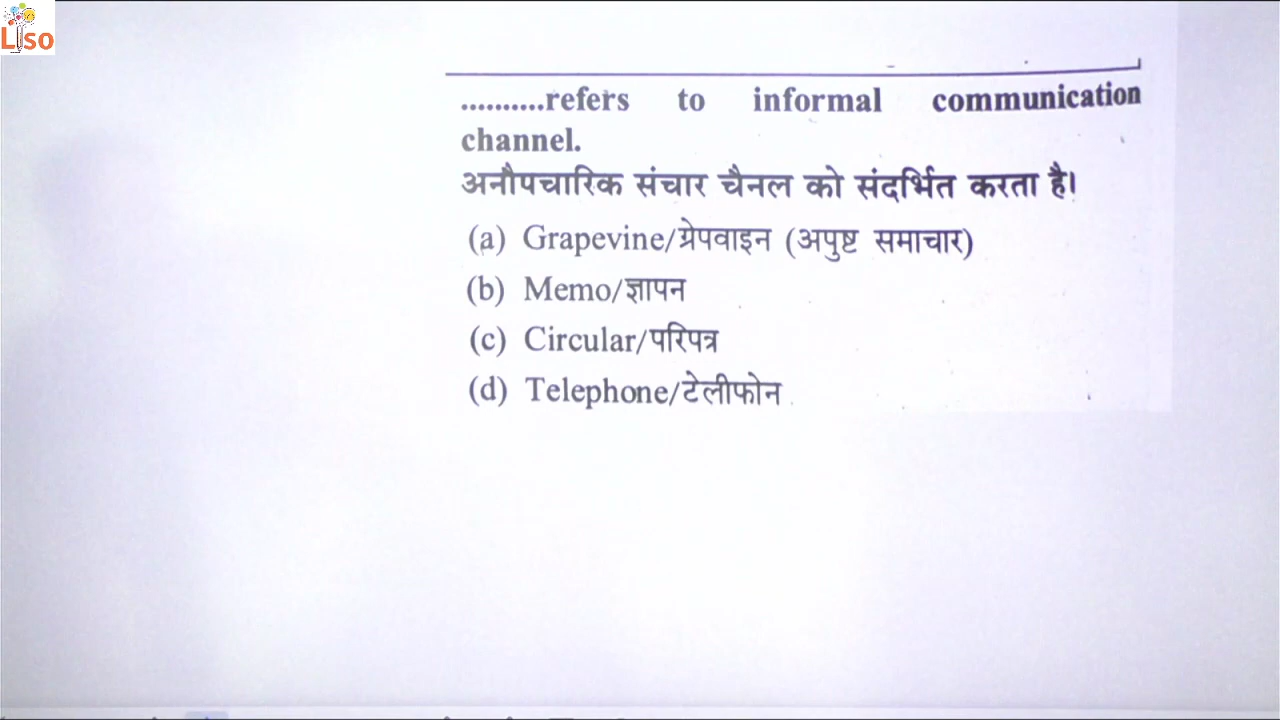 Liso
..........refers to informal communication
channel.
अनौपचारिक संचार चैनल को संदर्भित करता है।
(a) Grapevine/ग्रेपवाइन (अपुष्ट समाचार)
(b) Memo/ज्ञापन
(c) Circular/परिपत्र
(d) Telephone/टेलीफोन